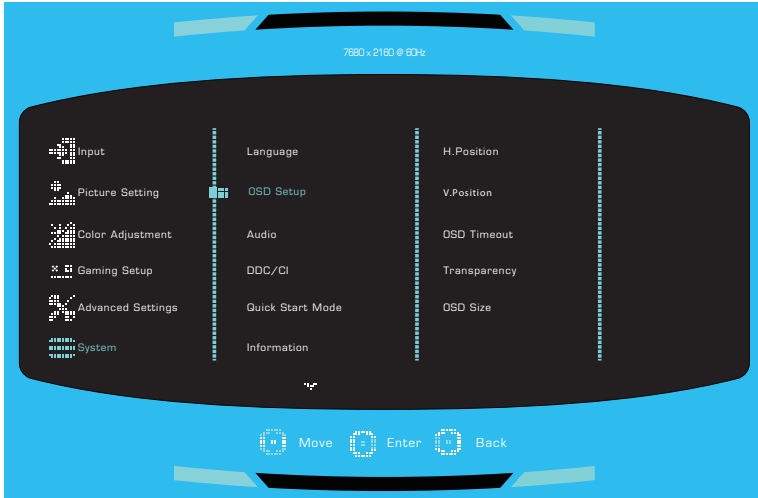 7680 x 2160 @ 60Hz
Input
Language
H.Position
Picture Setting
OSD Setup
V.Position
Color Adjustment
Audio
OSD Timeout
Gaming Setup
DDC/CI
Transparency
Advanced Settings
Quick Start Mode
OSD Size
System
Information
Move
Enter
Back